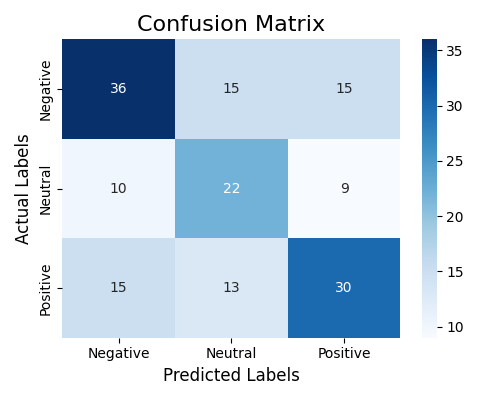 Confusion Matrix
Actual Labels
Negative
36
15
15
Neutral
10
22
9
Positive
15
13
30
Negative
Neutral
Positive
Predicted Labels
35
30
25
20
15
10